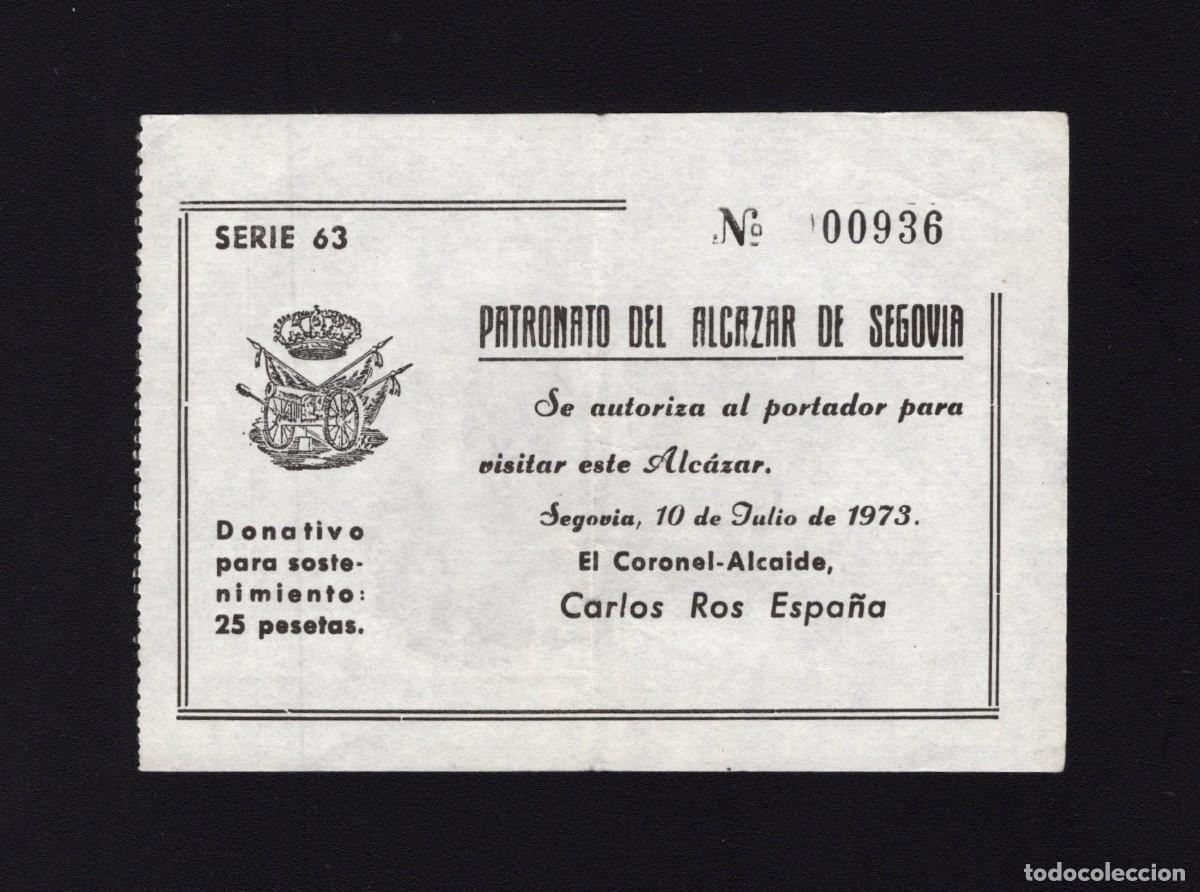 SERIE 63
Nº 00936
PATRONATO DEL ALCAZAR DE SEGOVIA
Se autoriza al portador para
visitar este Alcázar.
Segovia, 10 de Julio de 1973.
El Coronel-Alcaide,
Carlos Ros España
Donativo
para soste-
nimiento:
25 pesetas.
todocoleccion